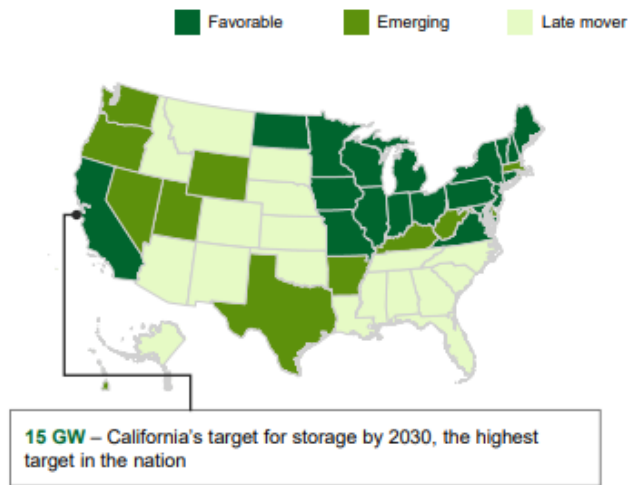 Favorable
Emerging
Late mover
15 GW – California's target for storage by 2030, the highest
target in the nation